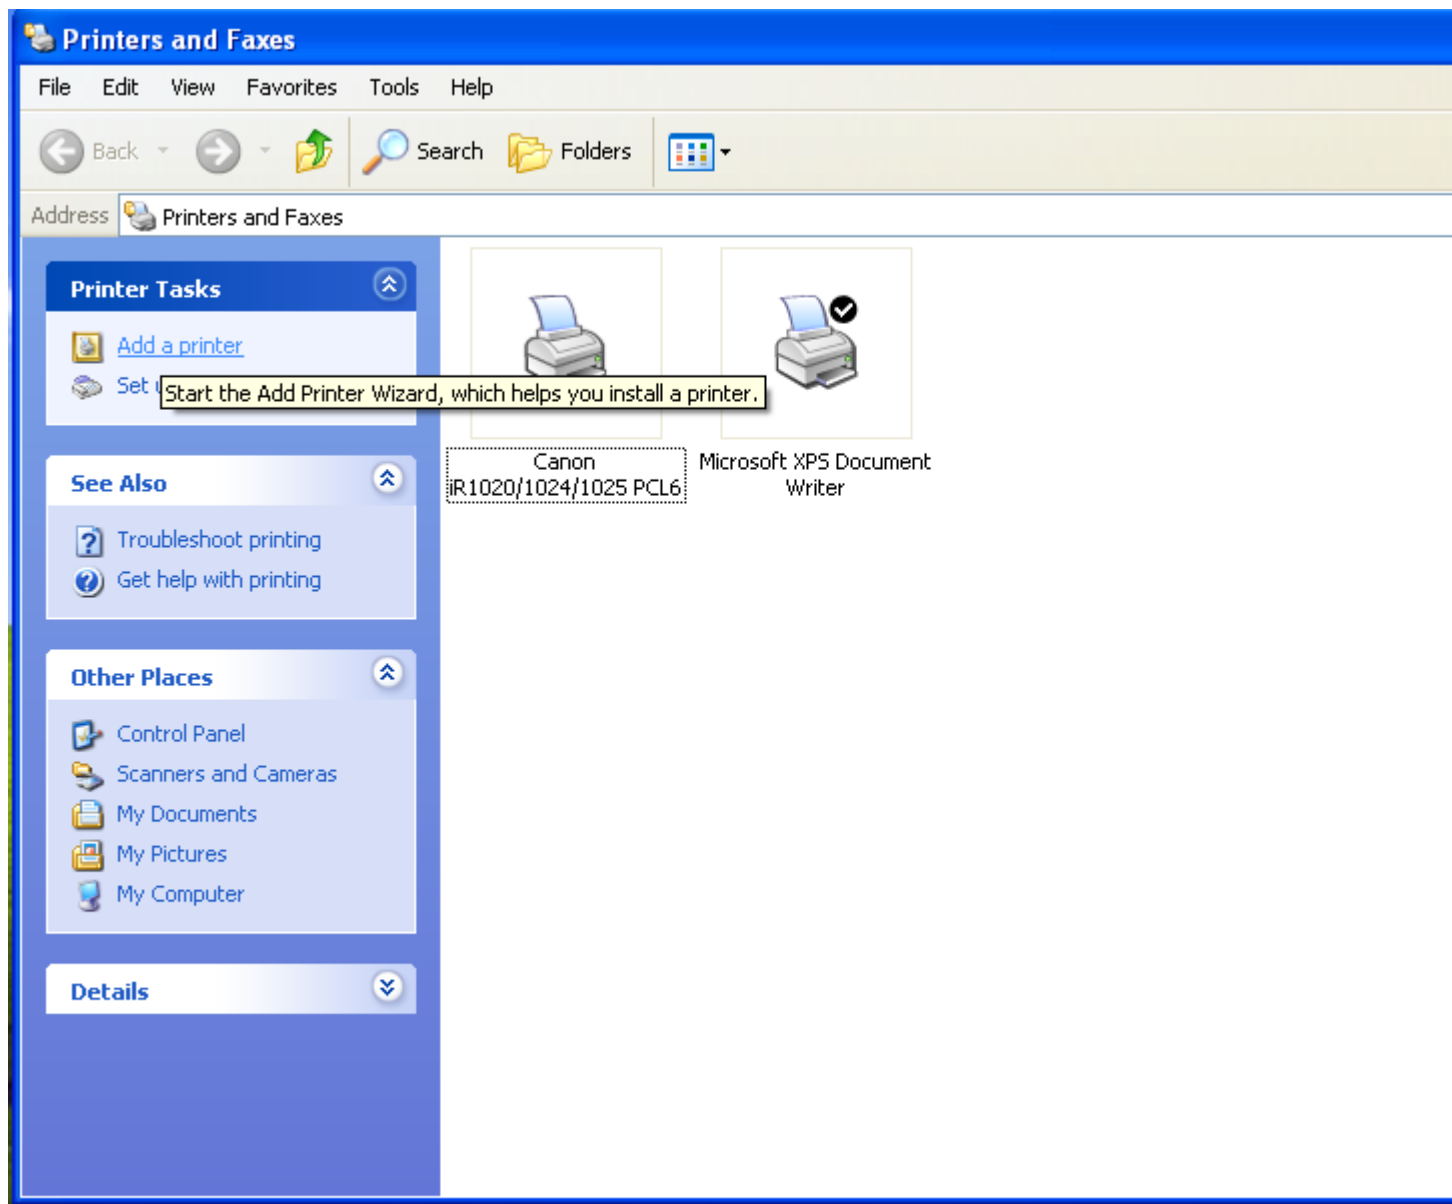 Printers and Faxes
File Edit View Favorites Tools Help
Back Search Folders
Address Printers and Faxes
Printer Tasks
Add a printer
Set
Start the Add Printer Wizard, which helps you install a printer.
See Also
Troubleshoot printing
Get help with printing
Other Places
Control Panel
Scanners and Cameras
My Documents
My Pictures
My Computer
Details
Canon
iR1020/1024/1025 PCL6
Microsoft XPS Document
Writer